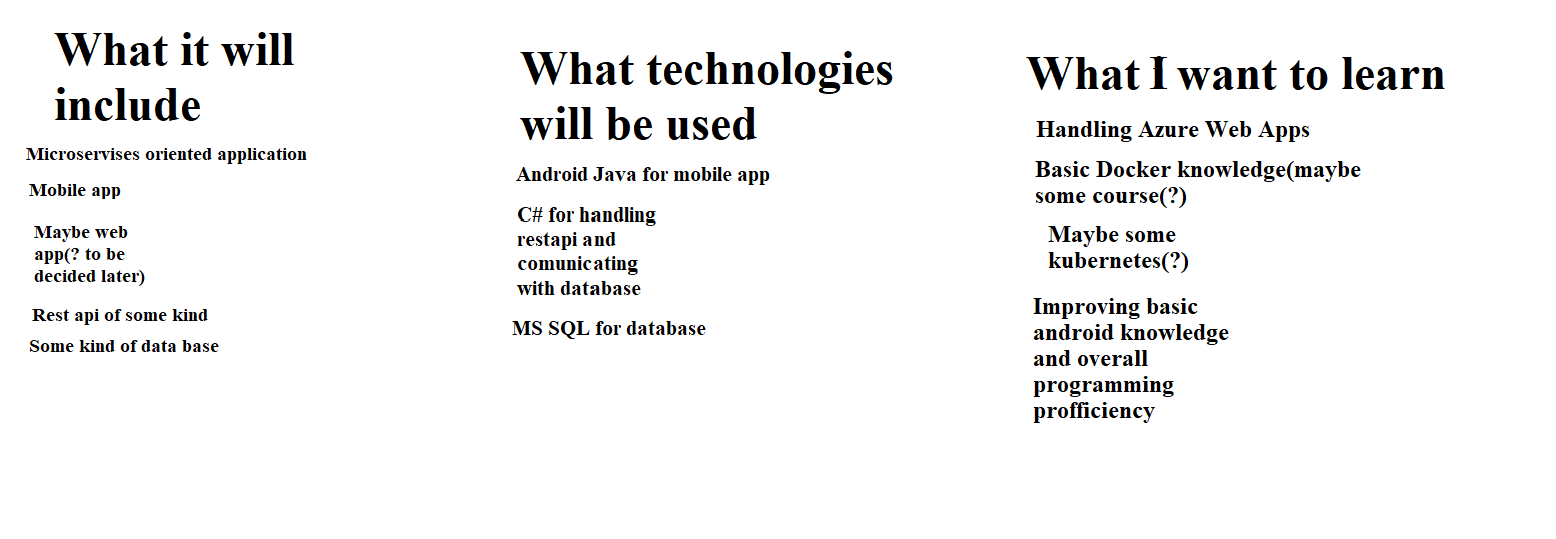 What it will
include
Microservises oriented application
Mobile app
Maybe web
app(? to be
decided later)
Rest api of some kind
Some kind of data base
What technologies
will be used
Android Java for mobile app
C# for handling
restapi and
comunicating
with database
MS SQL for database
What I want to learn
Handling Azure Web Apps
Basic Docker knowledge(maybe
some course(?)
Maybe some
kubernetes(?)
Improving basic
android knowledge
and overall
programming
profficiency